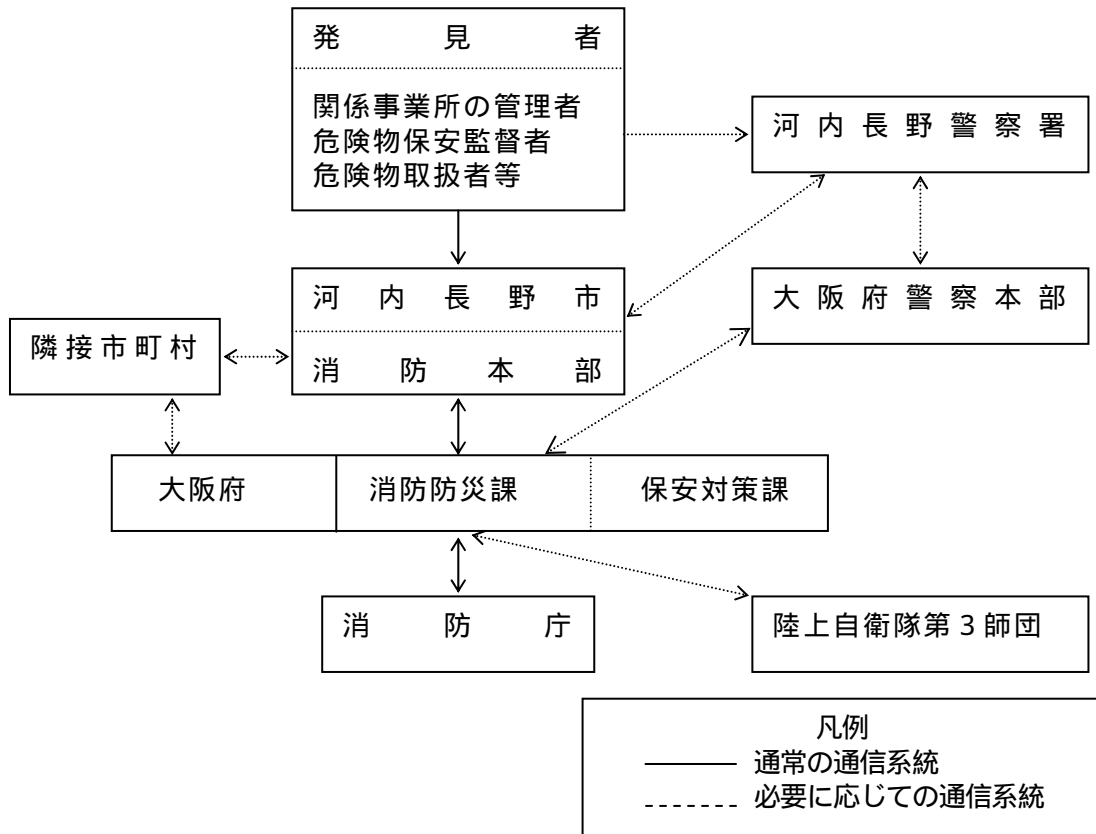 発見者
関係事業所の管理者
危険物保安監督者
危険物取扱者等
河内長野警察署
河内長野市
消防本部
大阪府警察本部
隣接市町村
大阪府
消防防災課
保安対策課
消防庁
陸上自衛隊第3師団
凡例
通常の通信系統
必要に応じての通信系統